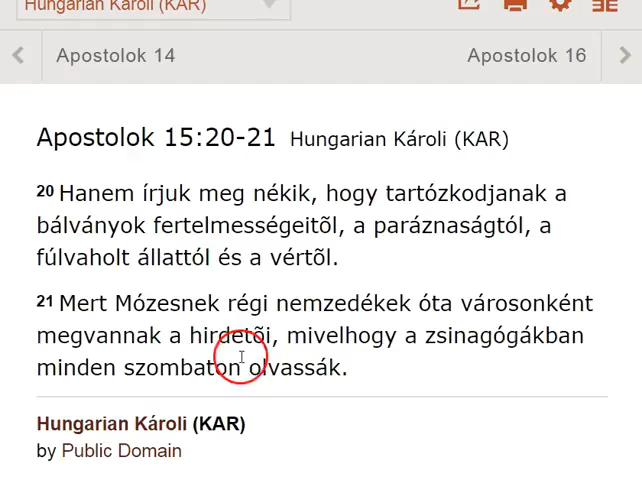 Hungarian Károli (KAR)
Apostolok 14
Apostolok 16
Apostolok 15:20-21 Hungarian Károli (KAR)
20 Hanem írjuk meg nékik, hogy tartózkodjanak a
bálványok fertelmességeitõl, a paráznaságtól, a
fúlvaholt állattól és a vértõl.
21 Mert Mózesnek régi nemzedékek óta városonként
megvannak a hirdetõi, mivelhogy a zsinagógákban
minden szombaton olvassák.
Hungarian Károli (KAR)
by Public Domain